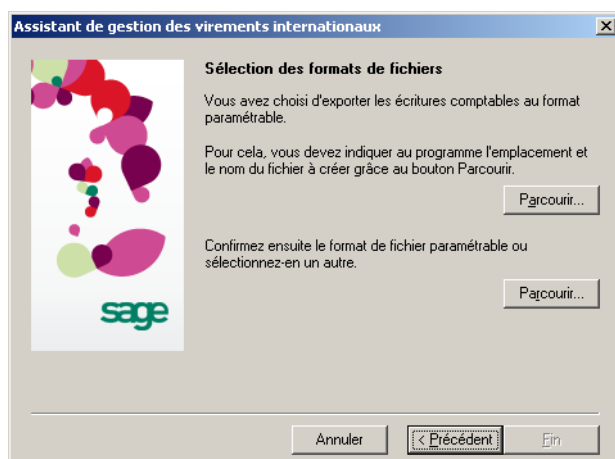 Assistant de gestion des virements internationaux
Sélection des formats de fichiers
Vous avez choisi d'exporter les écritures comptables au format
paramétrable.
Pour cela, vous devez indiquer au programme l'emplacement et
le nom du fichier à créer grâce au bouton Parcourir.
Parcourir...
Confirmez ensuite le format de fichier paramétrable ou
sélectionnez-en un autre.
Parcourir...
sage
Annuler
< Précédent
Fin